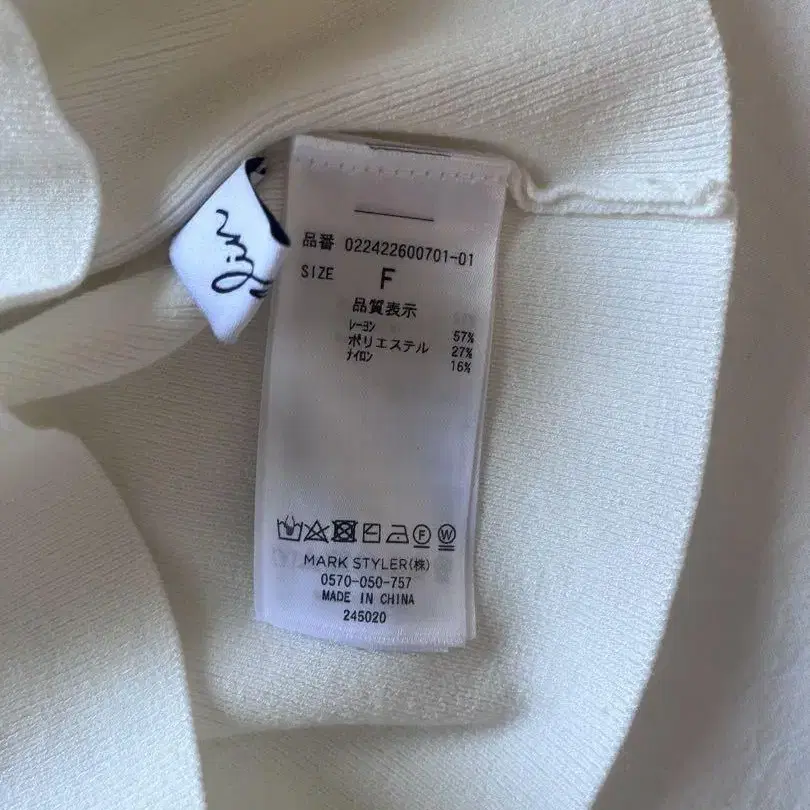 品番 022422600701-01
SIZE F
品質表示
レーヨン 57%
ポリエステル 27%
ナイロン 16%
F W
MARK STYLER(株)
0570-050-757
MADE IN CHINA
245020